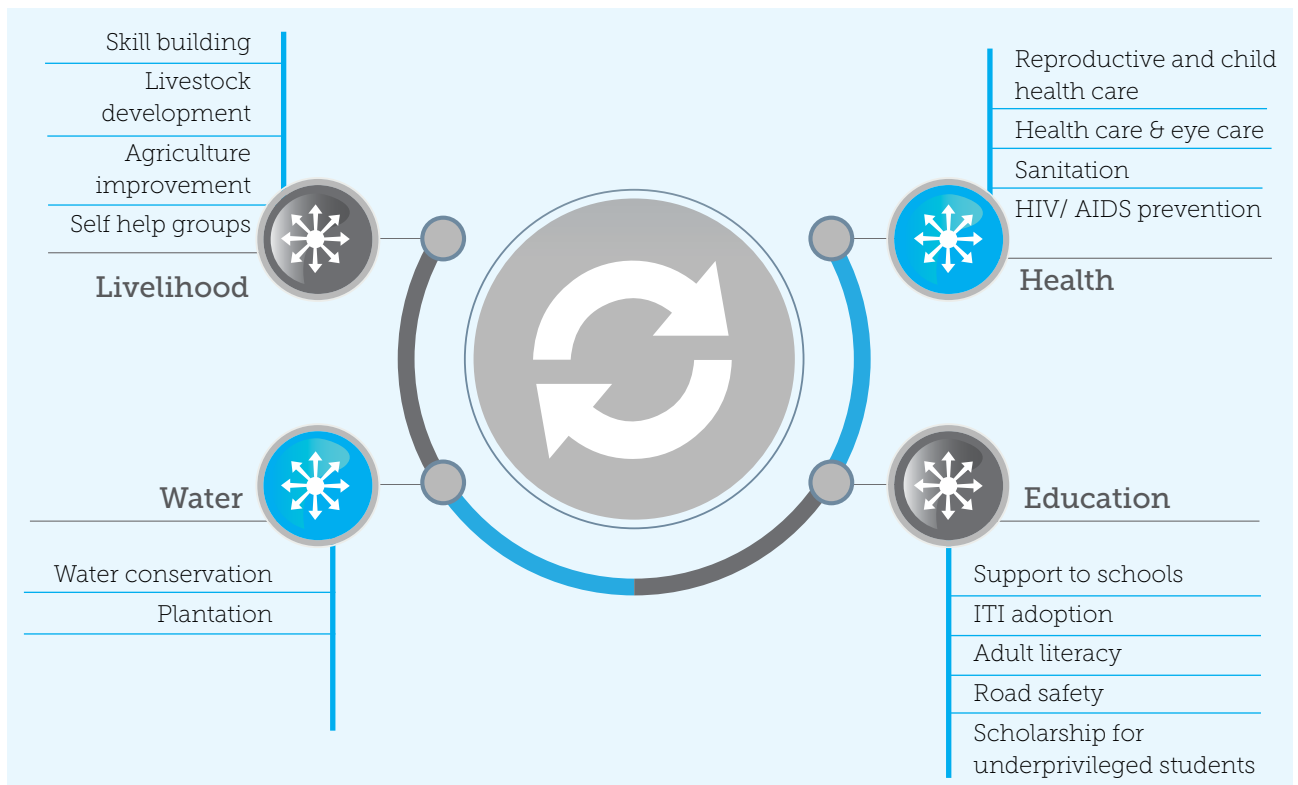 Skill building
Livestock
development
Agriculture
improvement
Self help groups
Livelihood
Reproductive and child
health care
Health care & eye care
Sanitation
HIV/ AIDS prevention
Health
Water
Water conservation
Plantation
Education
Support to schools
ITI adoption
Adult literacy
Road safety
Scholarship for
underprivileged students